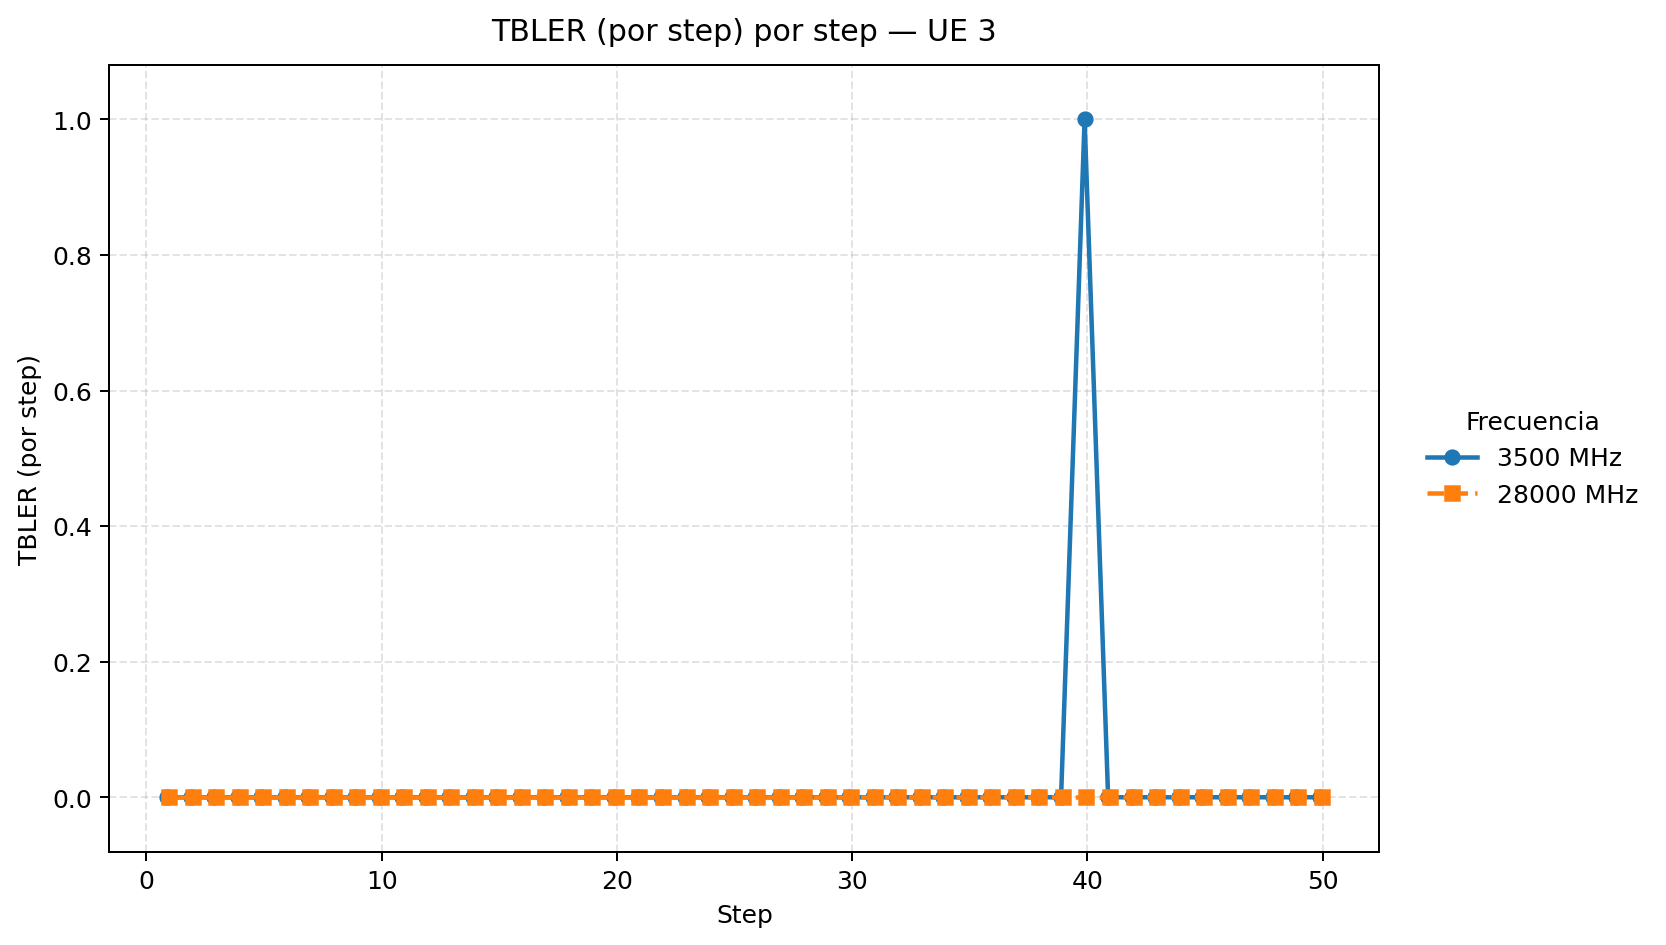 TBLER (por step) por step — UE 3
TBLER (por step)
1.0
0.8
0.6
0.4
0.2
0.0
0 10 20 30 40 50
Step
Frecuencia
3500 MHz
28000 MHz